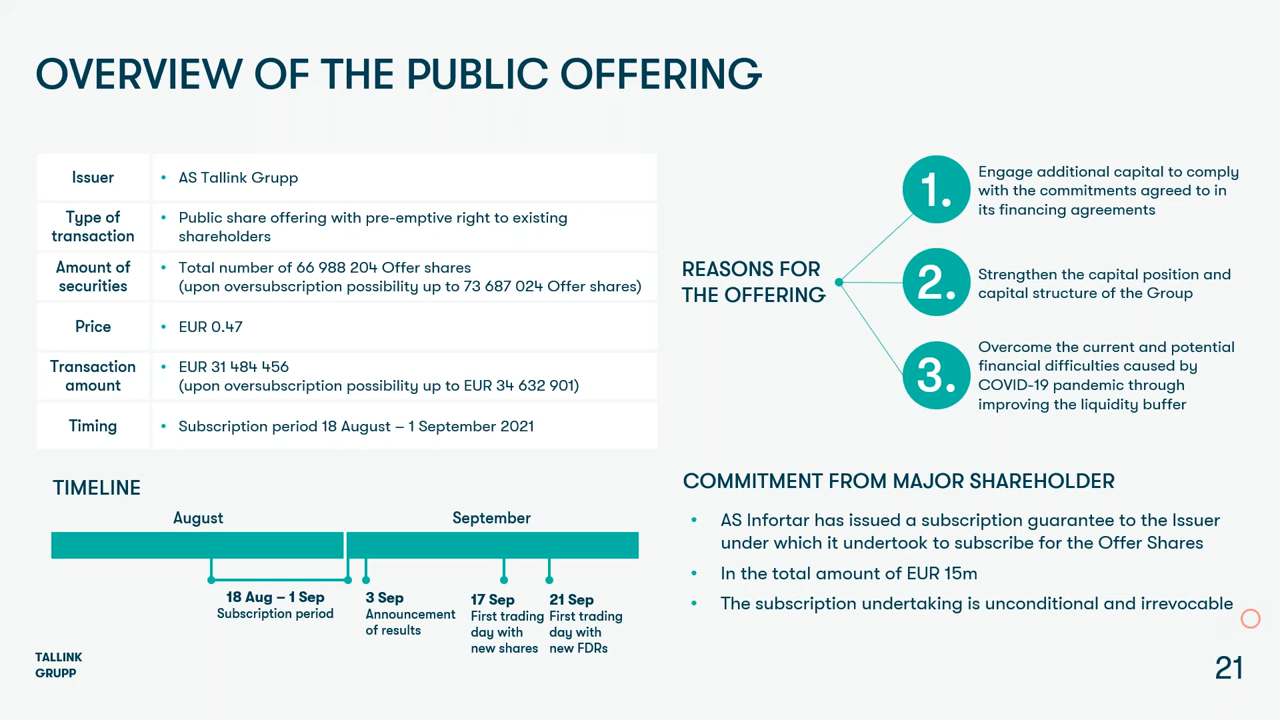 OVERVIEW OF THE PUBLIC OFFERING
Issuer
• AS Tallink Grupp
Type of
transaction
• Public share offering with pre-emptive right to existing
shareholders
Amount of
securities
• Total number of 66 988 204 Offer shares
(upon oversubscription possibility up to 73 687 024 Offer shares)
Price
• EUR 0.47
Transaction
amount
• EUR 31 484 456
(upon oversubscription possibility up to EUR 34 632 901)
Timing
• Subscription period 18 August – 1 September 2021
REASONS FOR
THE OFFERING
1.
Engage additional capital to comply
with the commitments agreed to in
its financing agreements
2.
Strengthen the capital position and
capital structure of the Group
3.
Overcome the current and potential
financial difficulties caused by
COVID-19 pandemic through
improving the liquidity buffer
TIMELINE
August
September
18 Aug – 1 Sep
Subscription period
3 Sep
Announcement
of results
17 Sep
First trading
day with
new shares
21 Sep
First trading
day with
new FDRs
COMMITMENT FROM MAJOR SHAREHOLDER
• AS Infortar has issued a subscription guarantee to the Issuer
under which it undertook to subscribe for the Offer Shares
• In the total amount of EUR 15m
• The subscription undertaking is unconditional and irrevocable
TALLINK
GRUPP
21